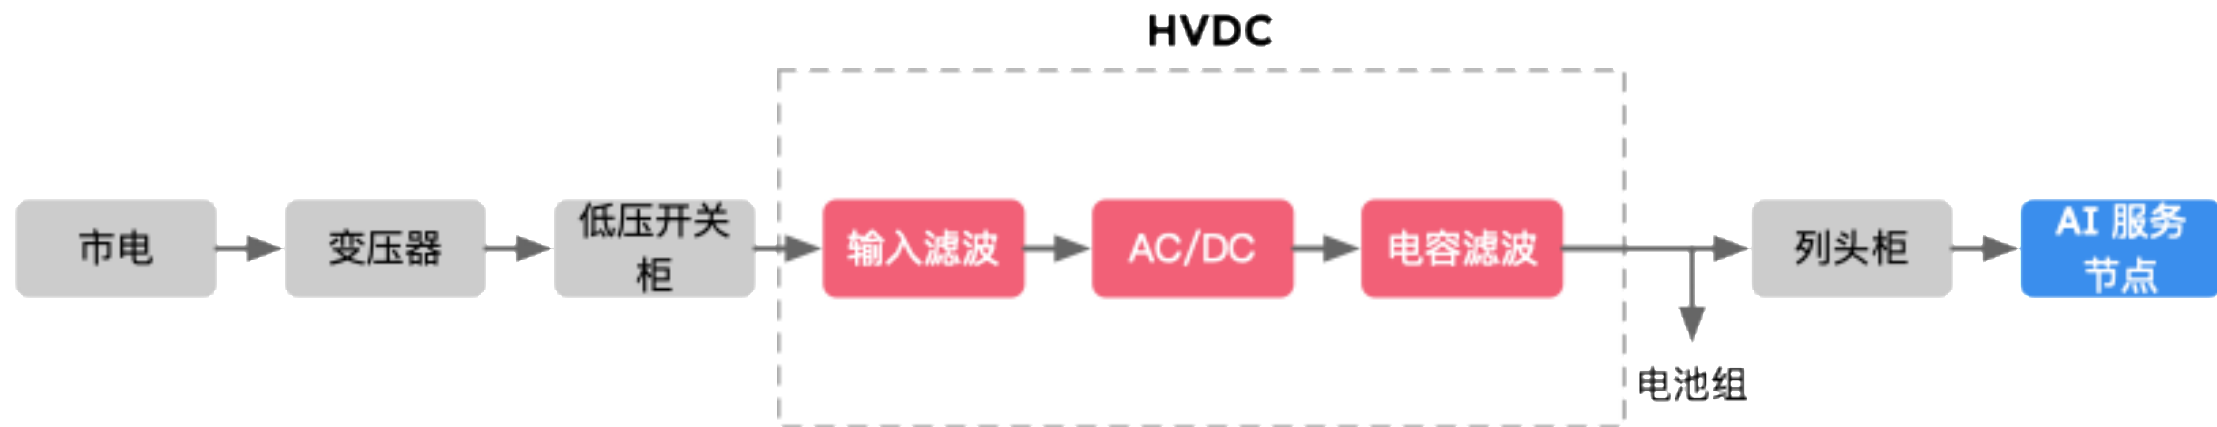 HVDC
市电
变压器
低压开关
柜
输入滤波
AC/DC
电容滤波
列头柜
AI 服务
节点
电池组